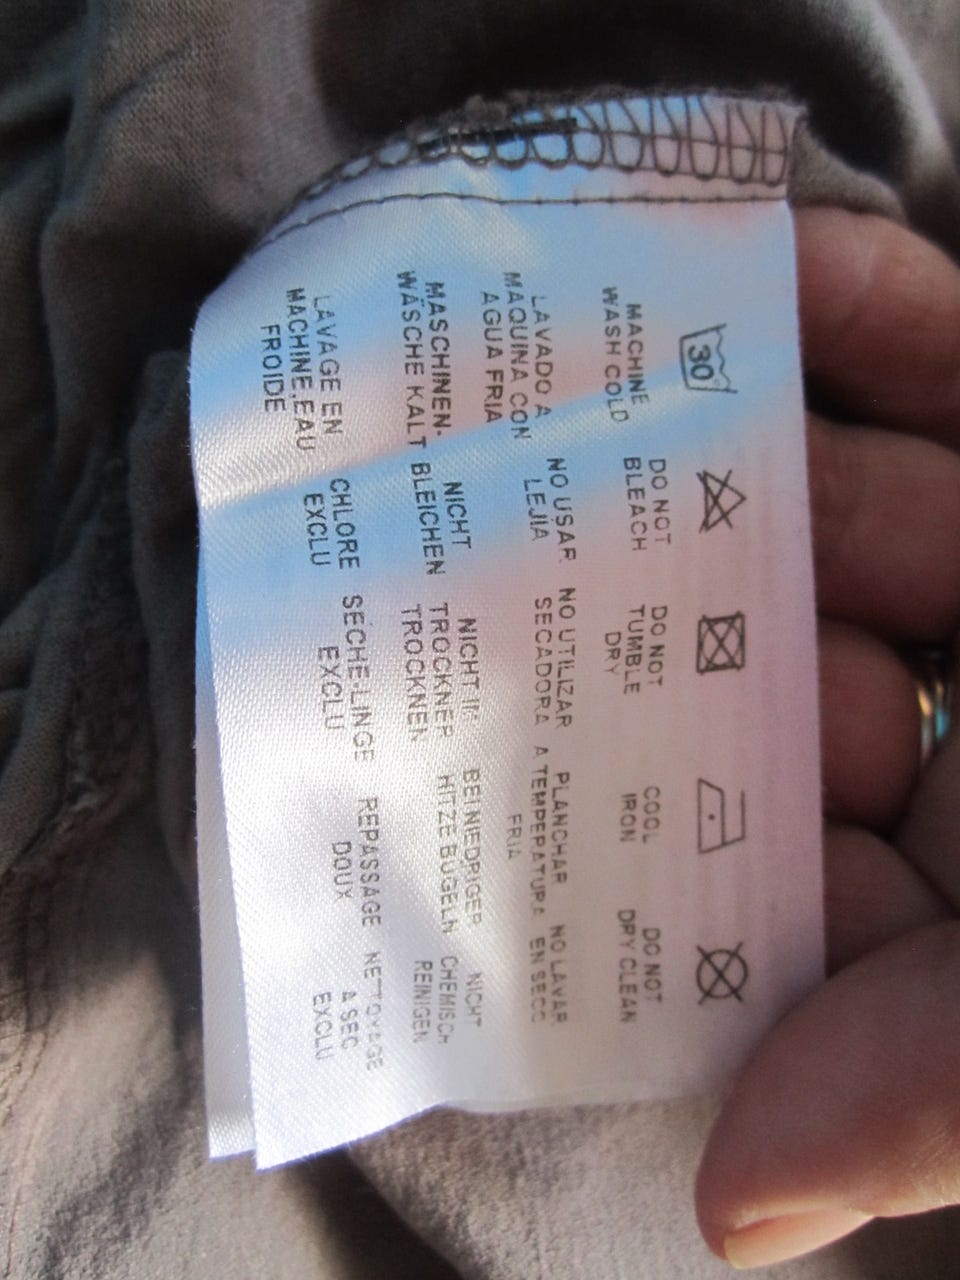 30
MACHINE
WASH COLD
DO NOT
BLEACH
DO NOT
TUMBLE
DRY
COOL
IRON
DO NOT
DRY CLEAN
LAVADO A
MAQUINA CON
AGUA FRIA
NO USAR
LEJIA
NO UTILIZAR
SECADORA
PLANCHAR
A TEMPERATURA
FRIA
NO LAVAR
EN SECO
MASCHINEN-
WÄSCHE KALT
NICHT
BLEICHEN
NICHT IM
TROCKNER
TROCKNEN
BEI NIEDRIGER
HITZE BÜGELN
NICHT
CHEMISCH
REINIGEN
LAVAGE EN
MACHINE,EAU
FROIDE
CHLORE
EXCLU
SÈCHE-LINGE
EXCLU
REPASSAGE
DOUX
NETTOYAGE
A SEC
EXCLU